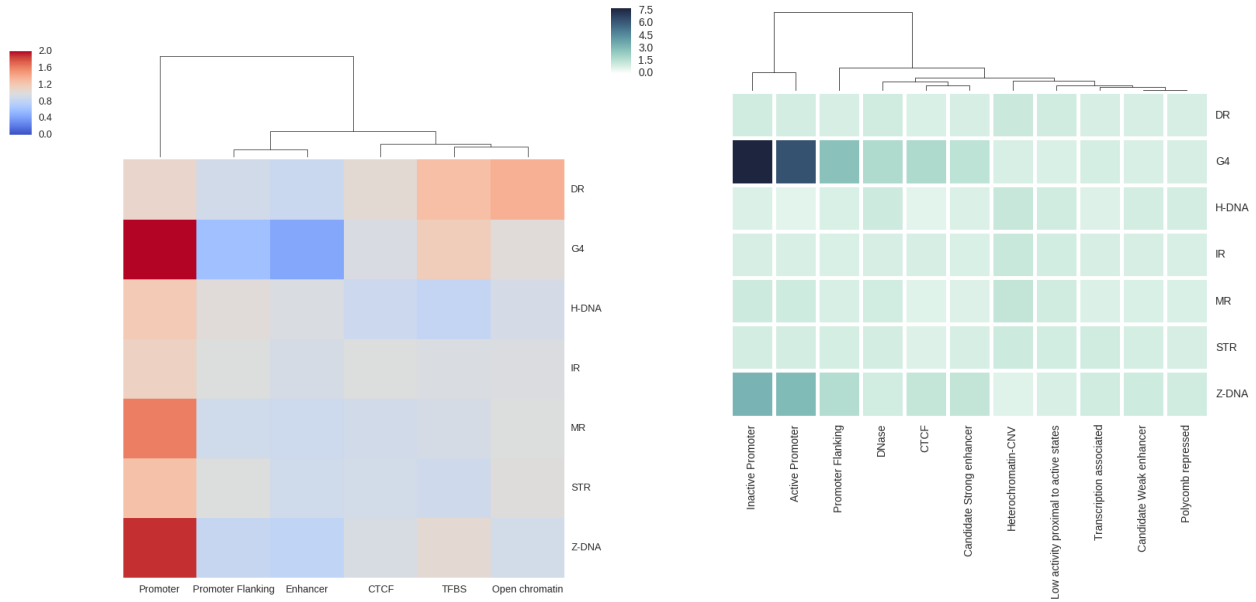 2.0
1.6
1.2
0.8
0.4
0.0
DR
G4
H-DNA
IR
MR
STR
Z-DNA
Promoter
Promoter Flanking
Enhancer
CTCF
TFBS
Open chromatin
7.5
6.0
4.5
3.0
1.5
0.0
DR
G4
H-DNA
IR
MR
STR
Z-DNA
Inactive Promoter
Active Promoter
Promoter Flanking
DNase
CTCF
Candidate Strong enhancer
Heterochromatin-CNV
Low activity proximal to active states
Transcription associated
Candidate Weak enhancer
Polycomb repressed